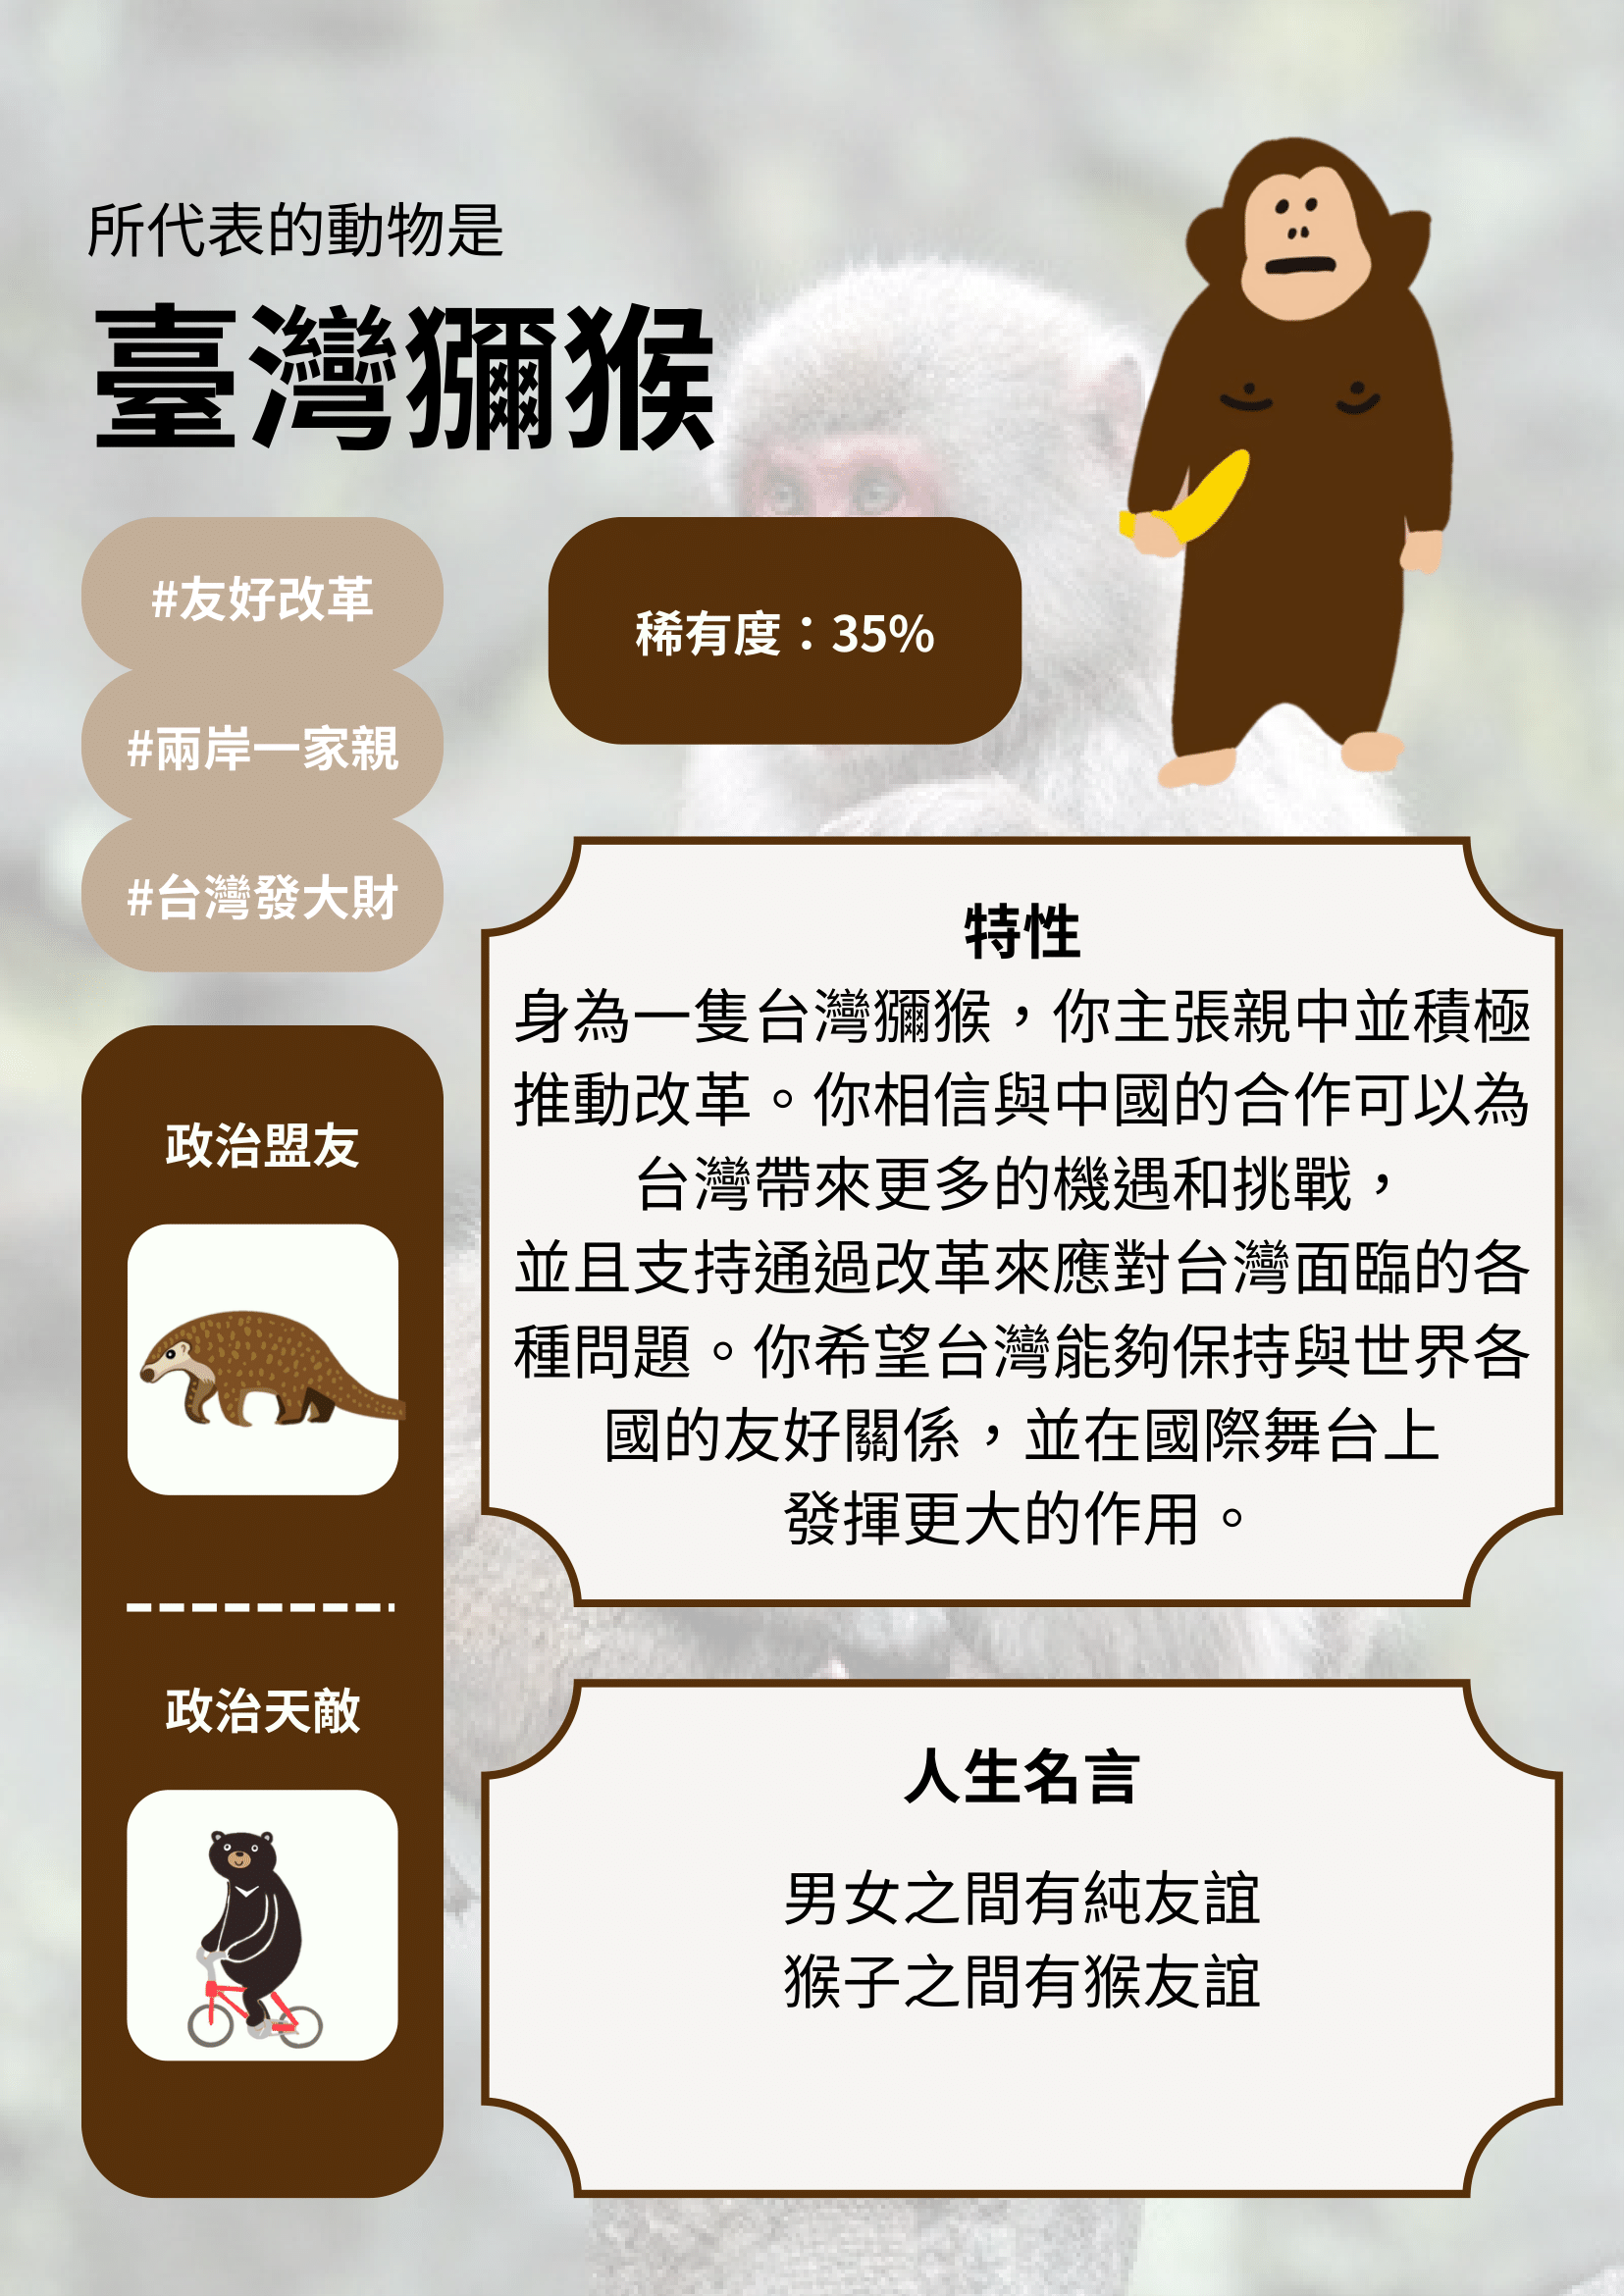 所代表的動物是
臺灣獼猴
#友好改革
#兩岸一家親
#台灣發大財
稀有度：35%
特性
身為一隻台灣獼猴，你主張親中並積極
推動改革。你相信與中國的合作可以為
台灣帶來更多的機遇和挑戰，
並且支持通過改革來應對台灣面臨的各
種問題。你希望台灣能夠保持與世界各
國的友好關係，並在國際舞台上
發揮更大的作用。
政治盟友
政治天敵
人生名言
男女之間有純友誼
猴子之間有猴友誼